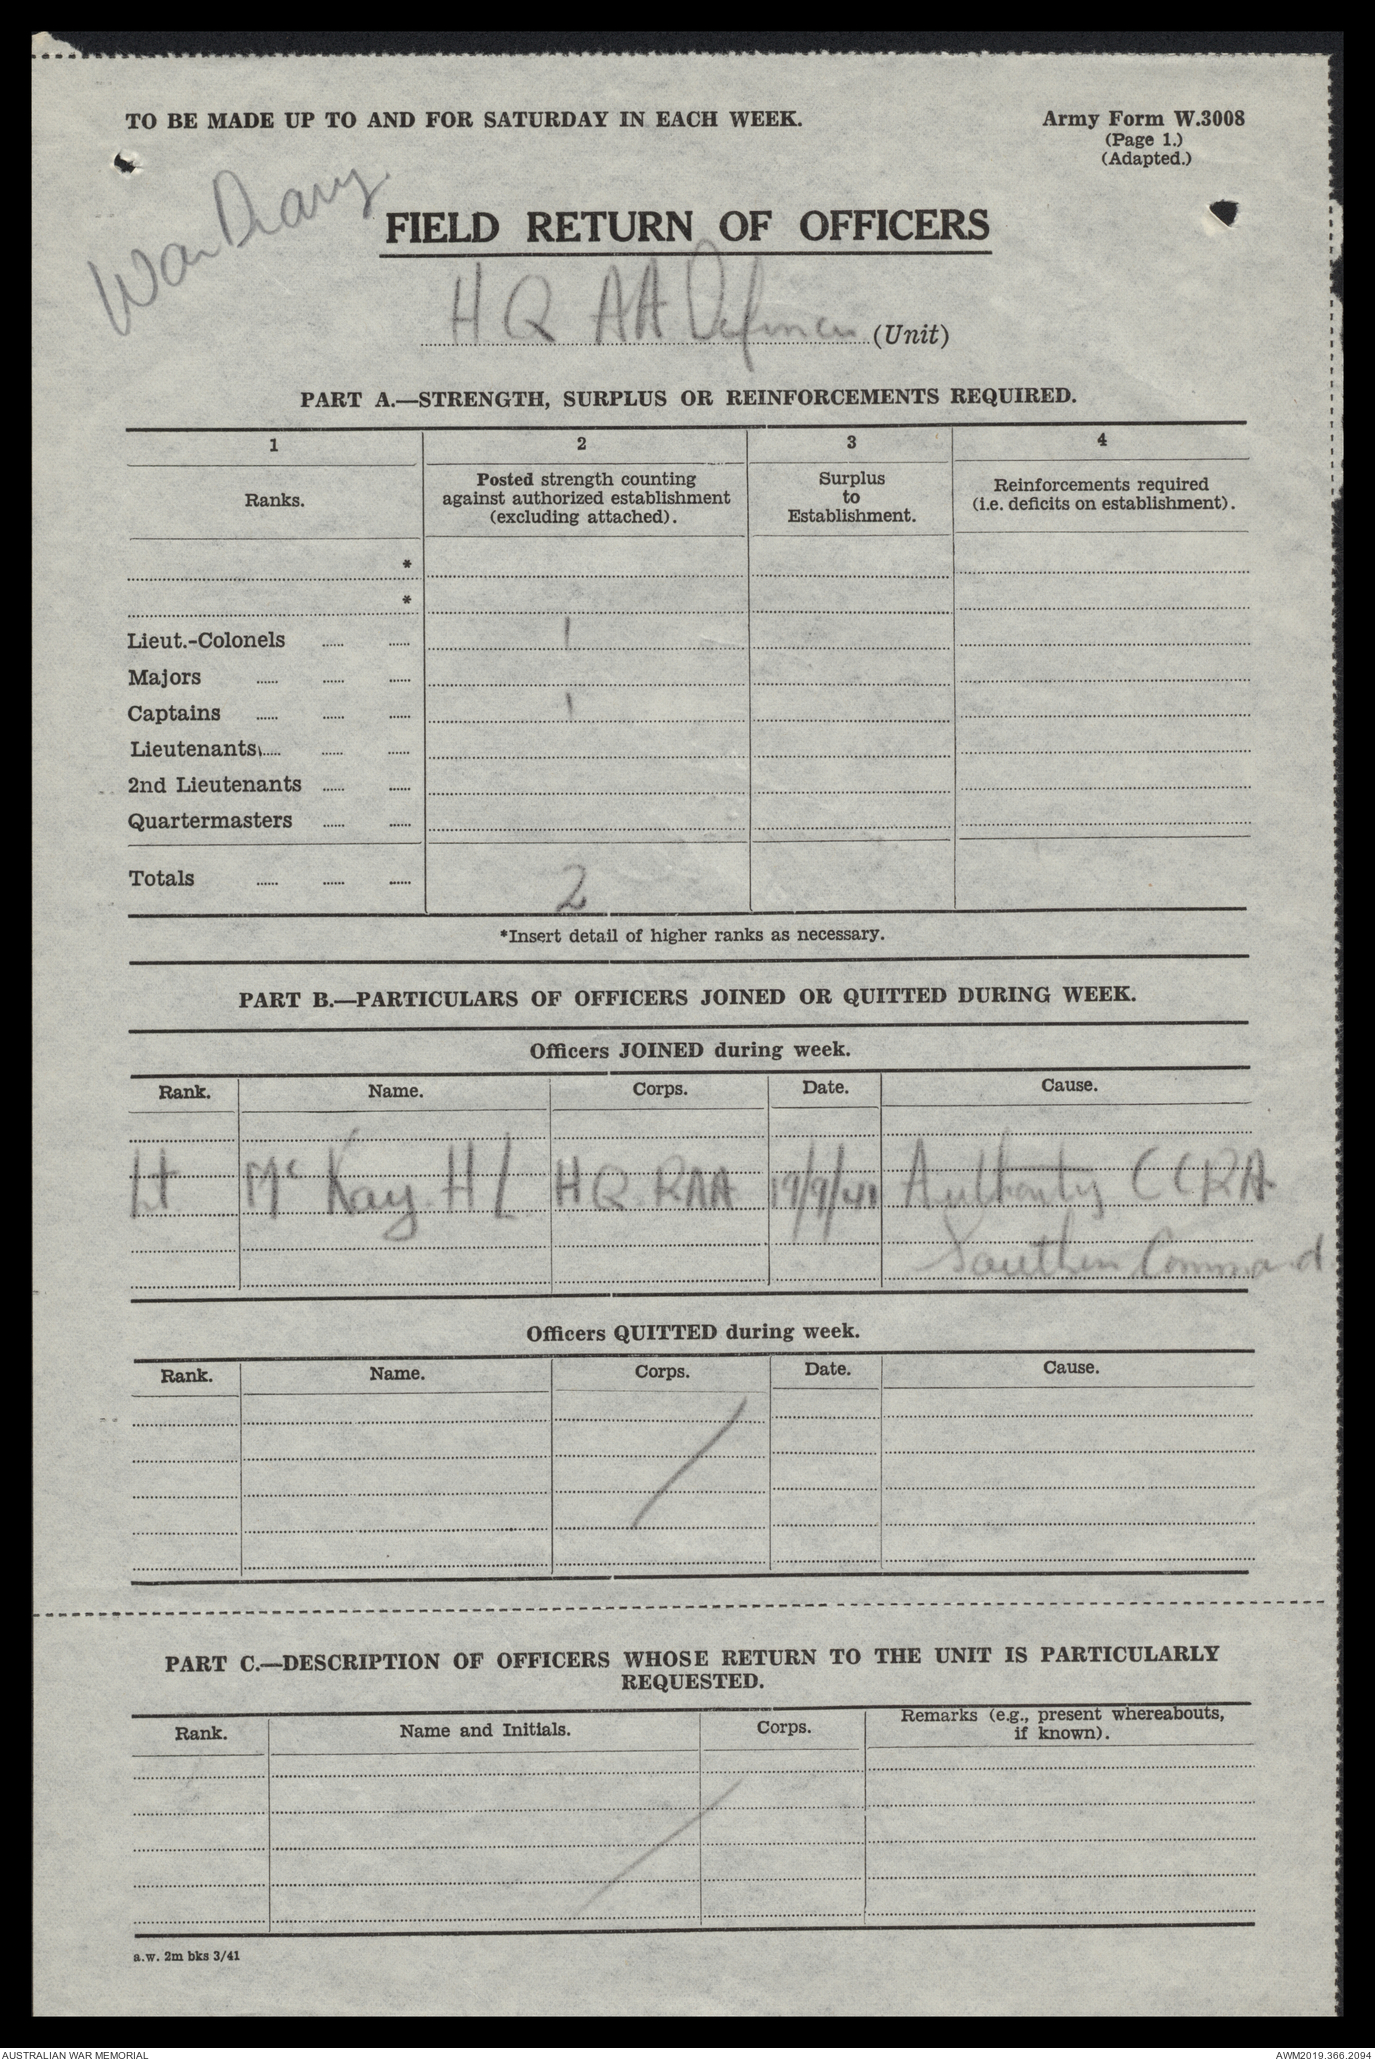 TO BE MADE UP TO AND FOR SATURDAY IN EACH WEEK.
Army Form W.3008
(Page 1.)
(Adapted.)
War Diary.
FIELD RETURN OF OFFICERS
HQ AA Defences (Unit)
PART A.—STRENGTH, SURPLUS OR REINFORCEMENTS REQUIRED.
1 2 3 4
Ranks. Posted strength counting against authorized establishment (excluding attached). Surplus to Establishment. Reinforcements required (i.e. deficits on establishment).
*
*
Lieut.-Colonels 1
Majors
Captains 1
Lieutenants
2nd Lieutenants
Quartermasters
Totals 2
*Insert detail of higher ranks as necessary.
PART B.—PARTICULARS OF OFFICERS JOINED OR QUITTED DURING WEEK.
Officers JOINED during week.
Rank. Name. Corps. Date. Cause.
Lt McKay H L HQ RAA 19/9/41 Authority CCRA
Southern Command
Officers QUITTED during week.
Rank. Name. Corps. Date. Cause.
PART C.—DESCRIPTION OF OFFICERS WHOSE RETURN TO THE UNIT IS PARTICULARLY
REQUESTED.
Rank. Name and Initials. Corps. Remarks (e.g., present whereabouts, if known).
a.w. 2m bks 3/41
AUSTRALIAN WAR MEMORIAL
AWM2019.366.2094